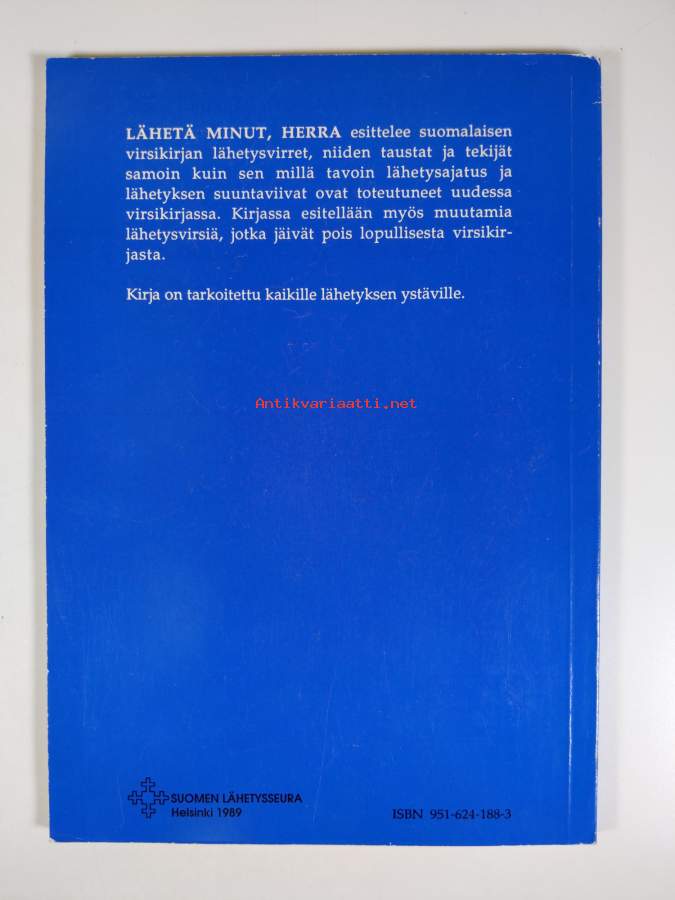 LÄHETÄ MINUT, HERRA esittelee suomalaisen
virsikirjan lähetysvirret, niiden taustat ja tekijät
samoin kuin sen millä tavoin lähetysajatus ja
lähetyksen suuntaviivat ovat toteutuneet uudessa
virsikirjassa. Kirjassa esitellään myös muutamia
lähetysvirsiä, jotka jäivät pois lopullisesta virsikir-
jasta.
Kirja on tarkoitettu kaikille lähetyksen ystäville.
Antikvariaatti.net
SUOMEN LÄHETYSSEURA
Helsinki 1989
ISBN 951-624-188-3